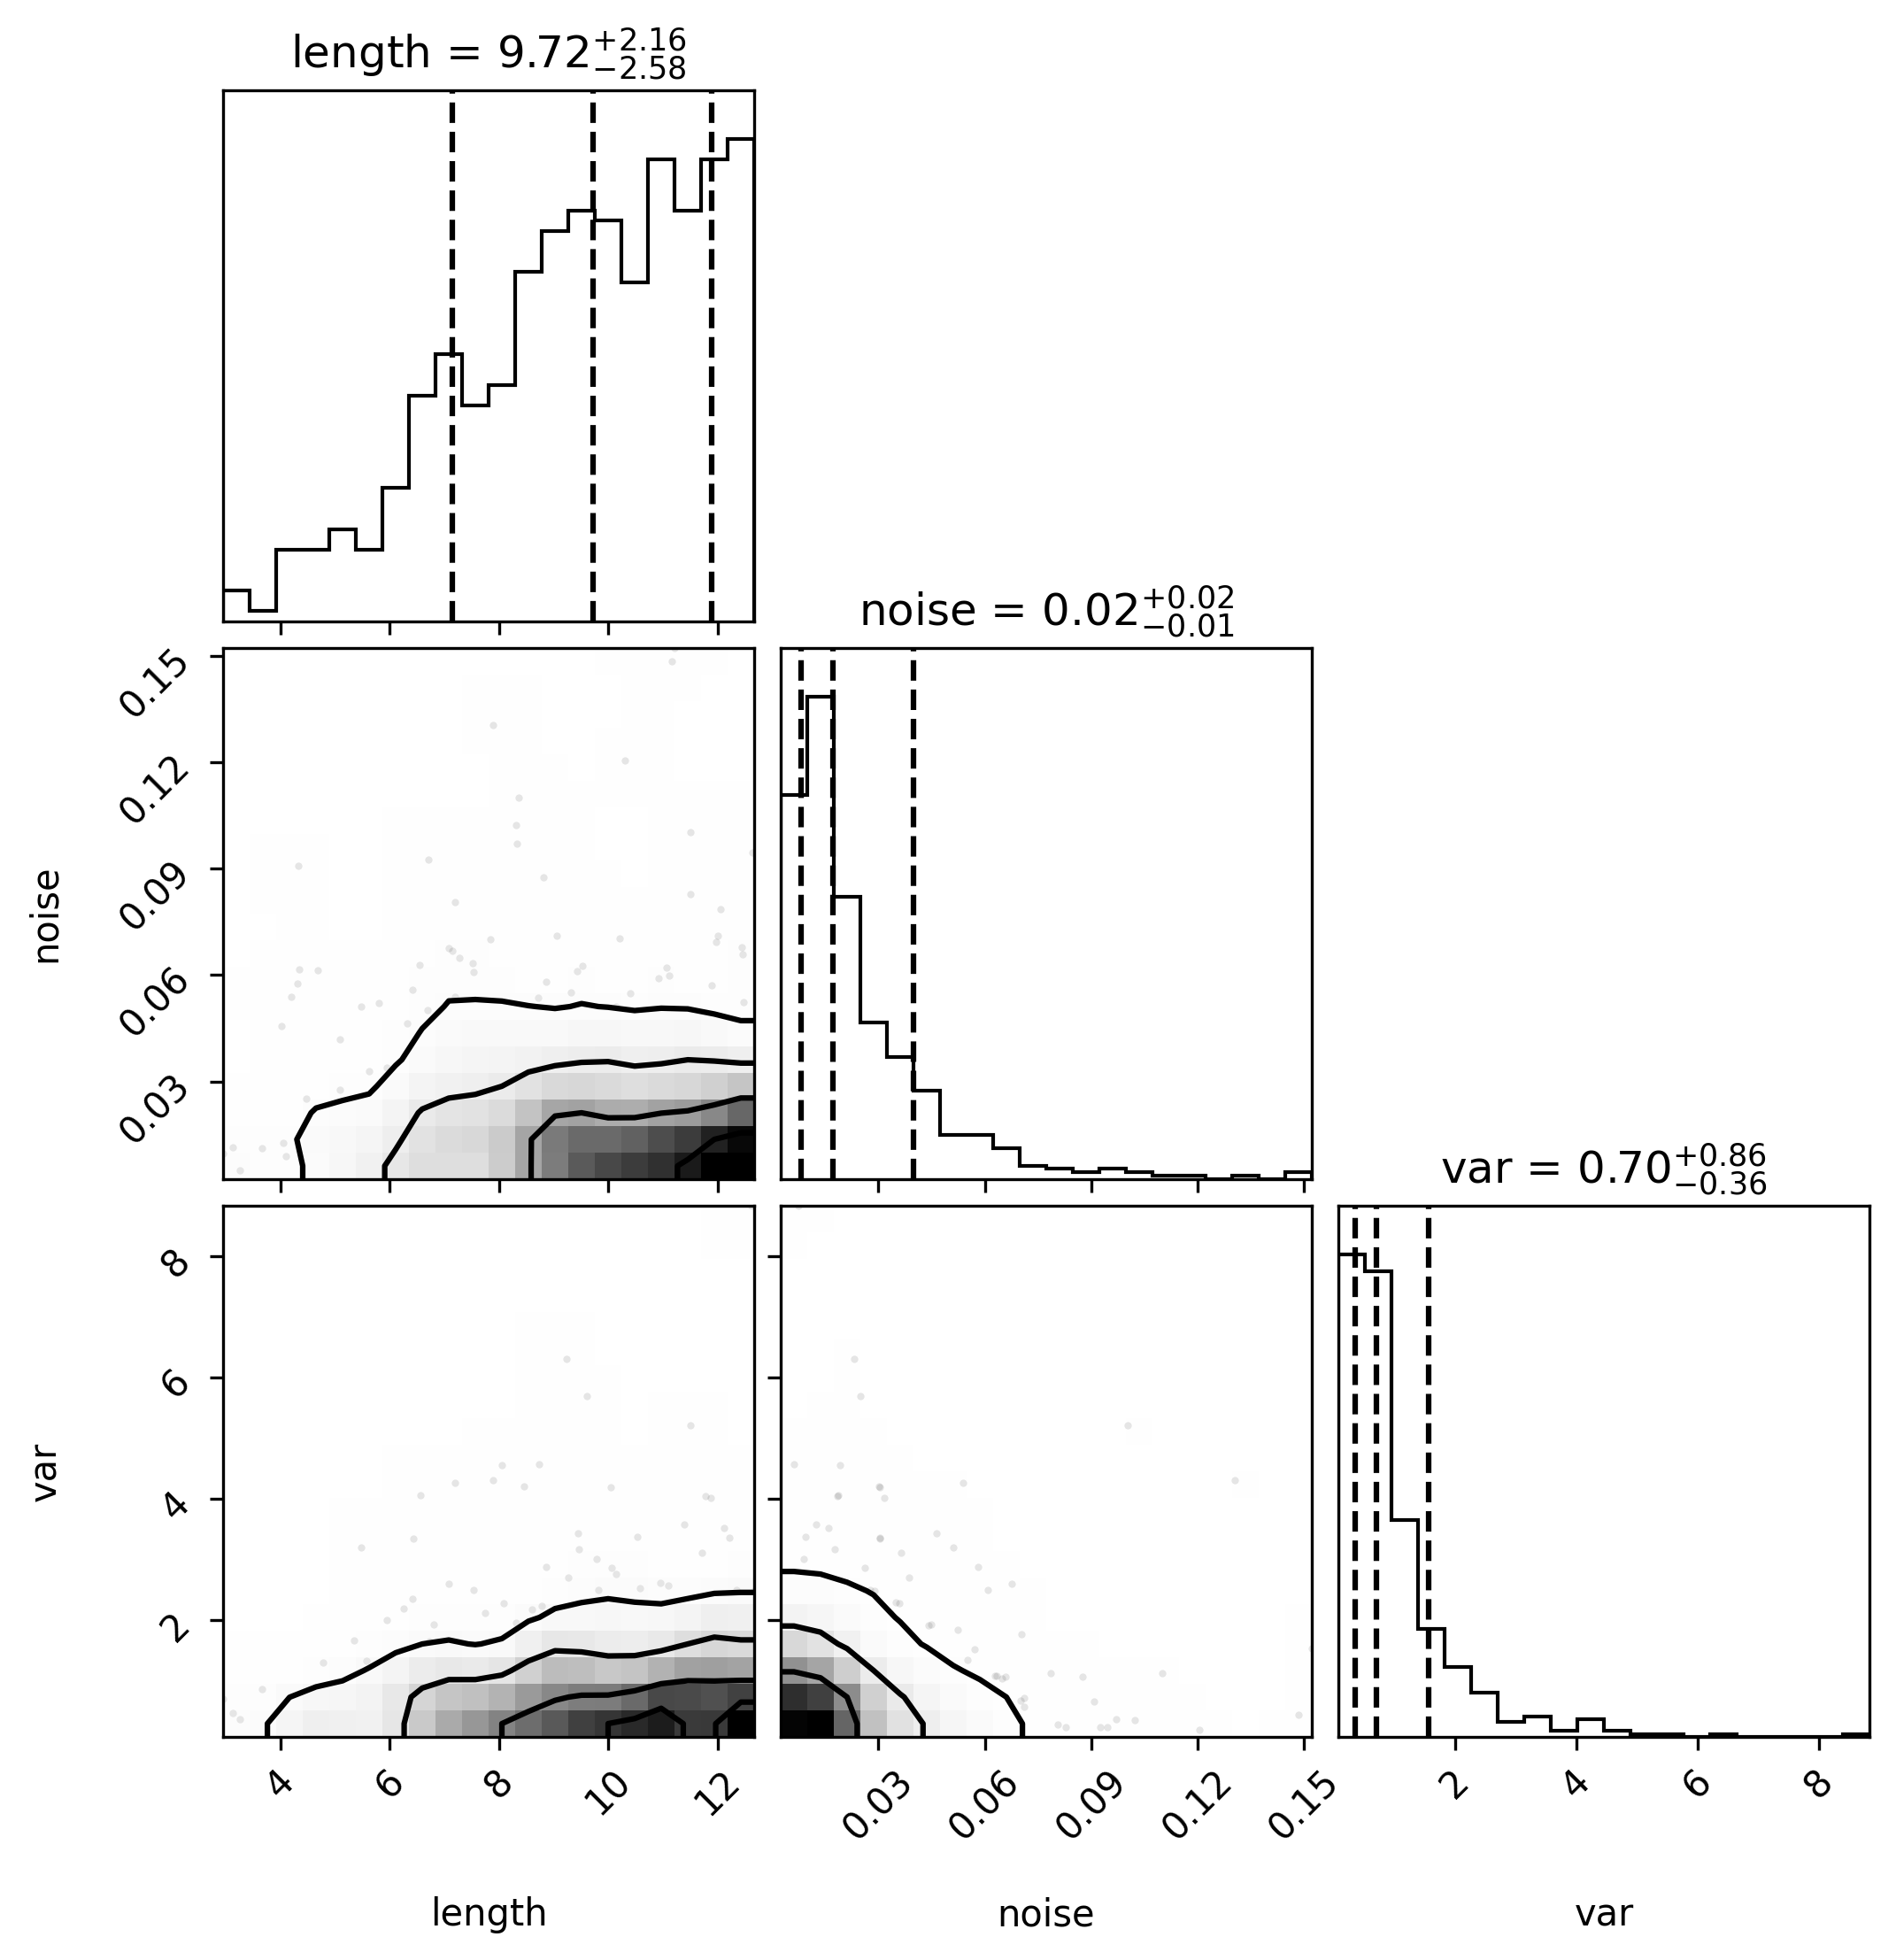 length = 9.72+2.16 −2.58
noise = 0.02+0.02 −0.01
0.15
0.12
0.09
0.06
0.03
noise
var = 0.70+0.86 −0.36
8
6
4
2
var
4 6 8 10 12
0.03 0.06 0.09 0.12 0.15
2 4 6 8
length noise var